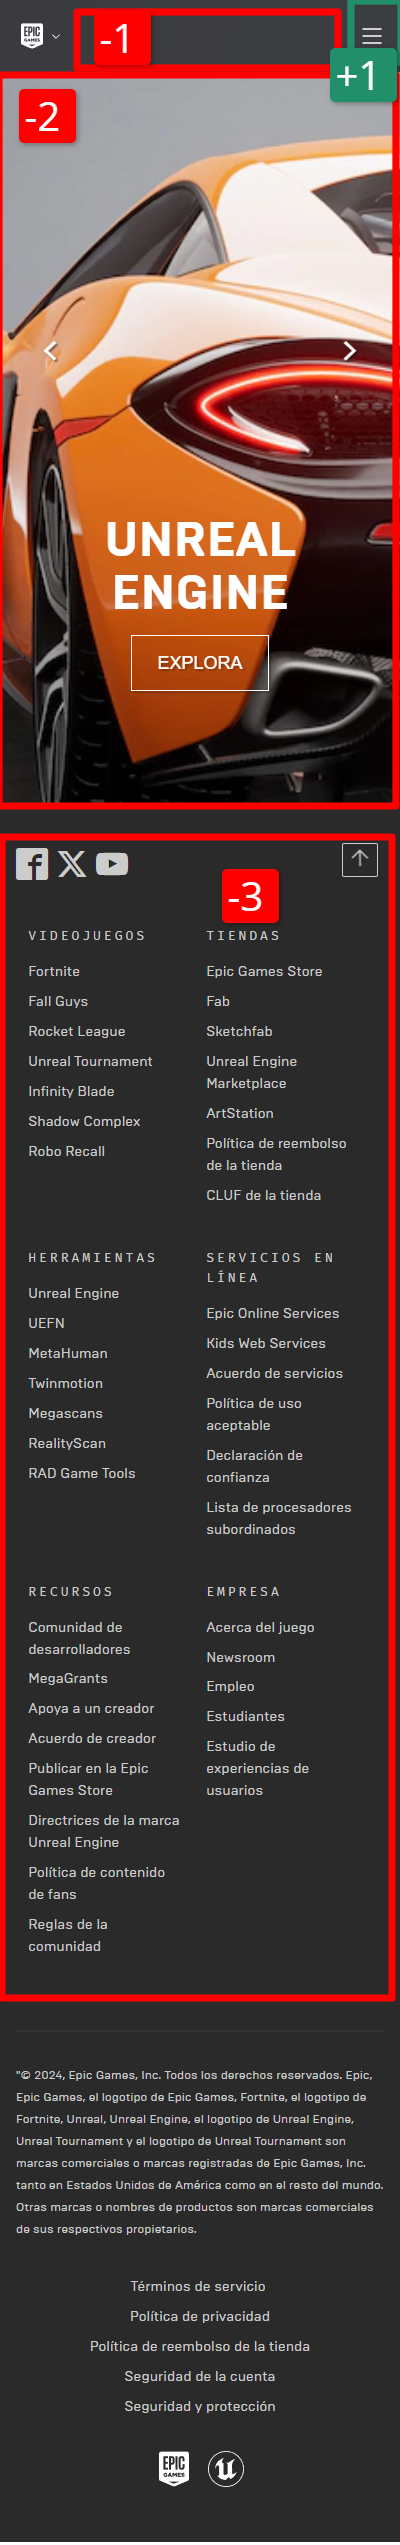 EPIC
GAMES
-1
+1
-2
UNREAL
ENGINE
EXPLORA
-3
VIDEOJUEGOS
Fortnite
Fall Guys
Rocket League
Unreal Tournament
Infinity Blade
Shadow Complex
Robo Recall
TIENDAS
Epic Games Store
Fab
Sketchfab
Unreal Engine
Marketplace
ArtStation
Política de reembolso
de la tienda
CLUF de la tienda
HERRAMIENTAS
Unreal Engine
UEFN
MetaHuman
Twinmotion
Megascans
RealityScan
RAD Game Tools
SERVICIOS EN
LÍNEA
Epic Online Services
Kids Web Services
Acuerdo de servicios
Política de uso
aceptable
Declaración de
confianza
Lista de procesadores
subordinados
RECURSOS
Comunidad de
desarrolladores
MegaGrants
Apoya a un creador
Acuerdo de creador
Publicar en la Epic
Games Store
Directrices de la marca
Unreal Engine
Política de contenido
de fans
Reglas de la
comunidad
EMPRESA
Acerca del juego
Newsroom
Empleo
Estudiantes
Estudio de
experiencias de
usuarios
"© 2024, Epic Games, Inc. Todos los derechos reservados. Epic,
Epic Games, el logotipo de Epic Games, Fortnite, el logotipo de
Fortnite, Unreal, Unreal Engine, el logotipo de Unreal Engine,
Unreal Tournament y el logotipo de Unreal Tournament son
marcas comerciales o marcas registradas de Epic Games, Inc.
tanto en Estados Unidos de América como en el resto del mundo.
Otras marcas o nombres de productos son marcas comerciales
de sus respectivos propietarios.
Términos de servicio
Política de privacidad
Política de reembolso de la tienda
Seguridad de la cuenta
Seguridad y protección
EPIC
GAMES